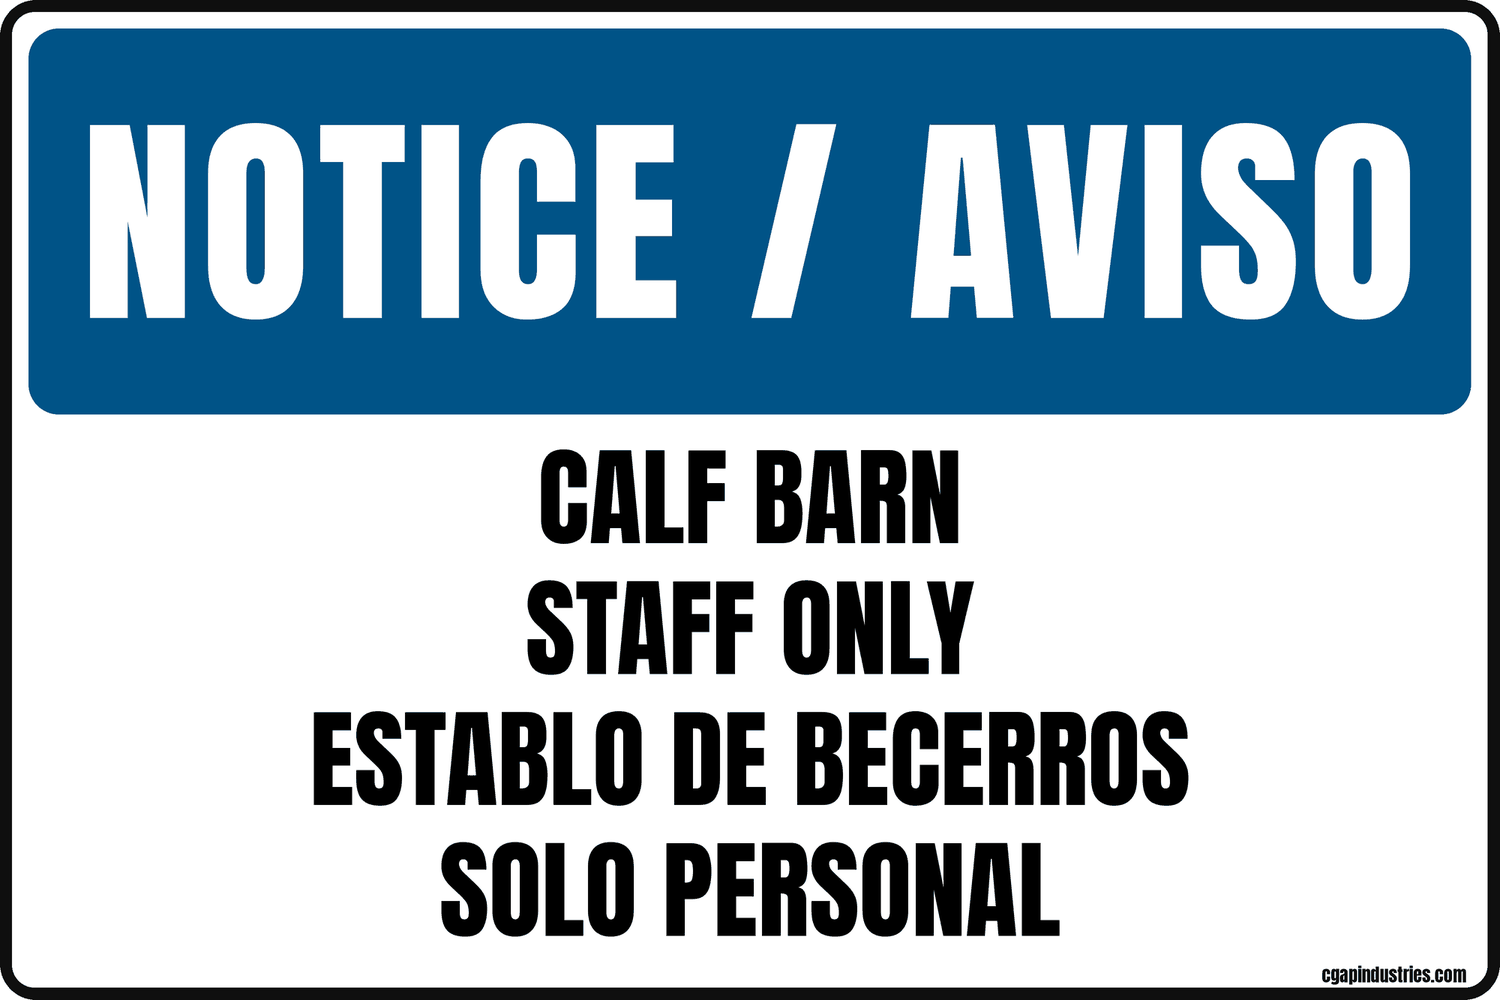 NOTICE / AVISO
CALF BARN
STAFF ONLY
ESTABLO DE BECERROS
SOLO PERSONAL
cgapindustries.com